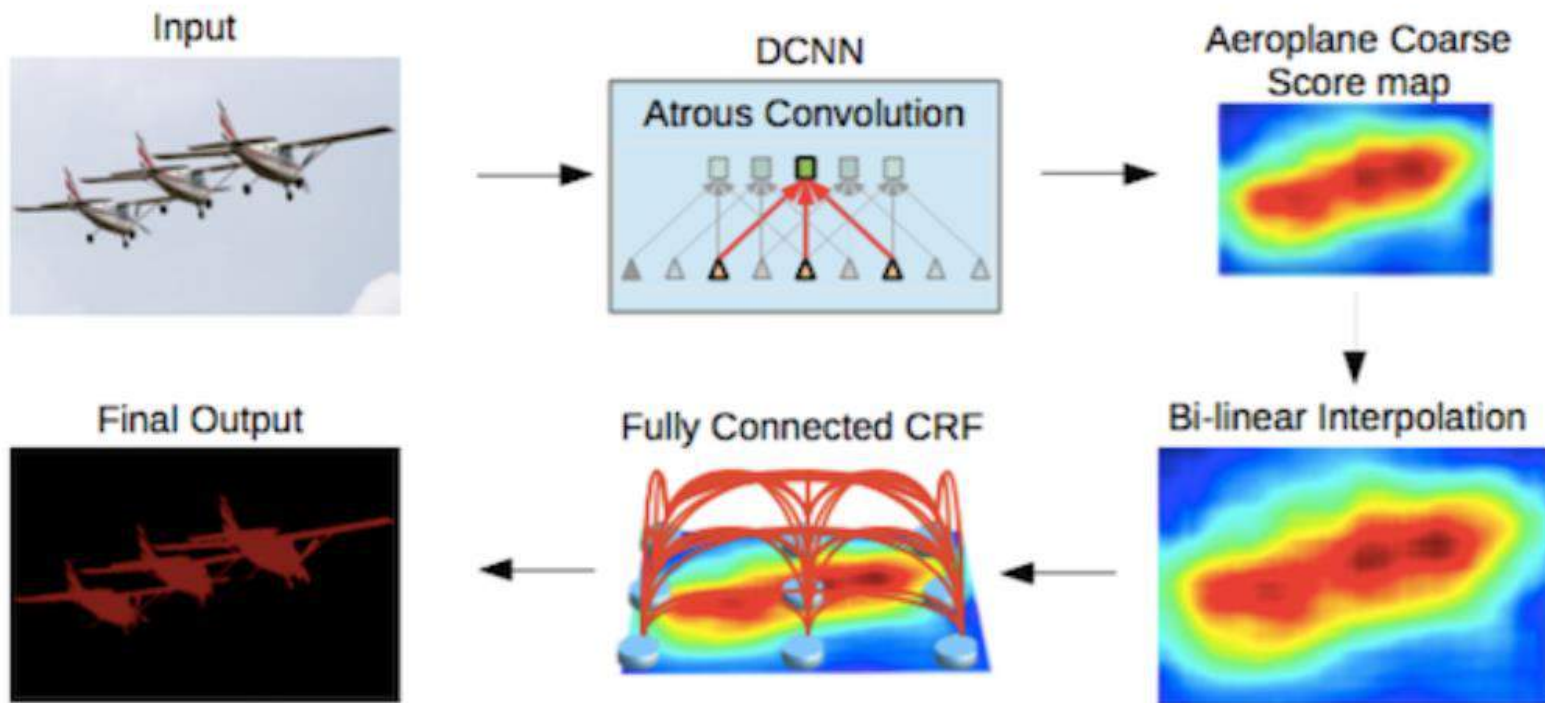 Input
DCNN
Atrous Convolution
Aeroplane Coarse
Score map
Bi-linear Interpolation
Fully Connected CRF
Final Output